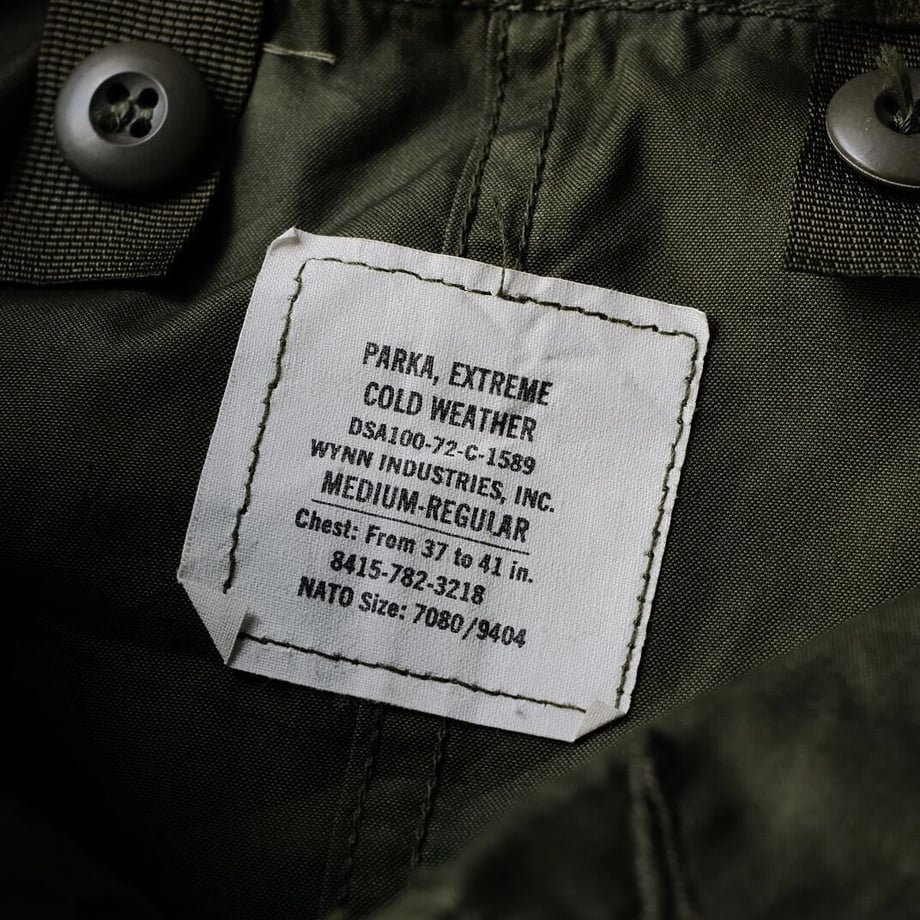 PARKA, EXTREME
COLD WEATHER
DSA100-72-C-1589
WYNN INDUSTRIES, INC.
MEDIUM-REGULAR
Chest: From 37 to 41 in.
8415-782-3218
NATO Size: 7080/9404